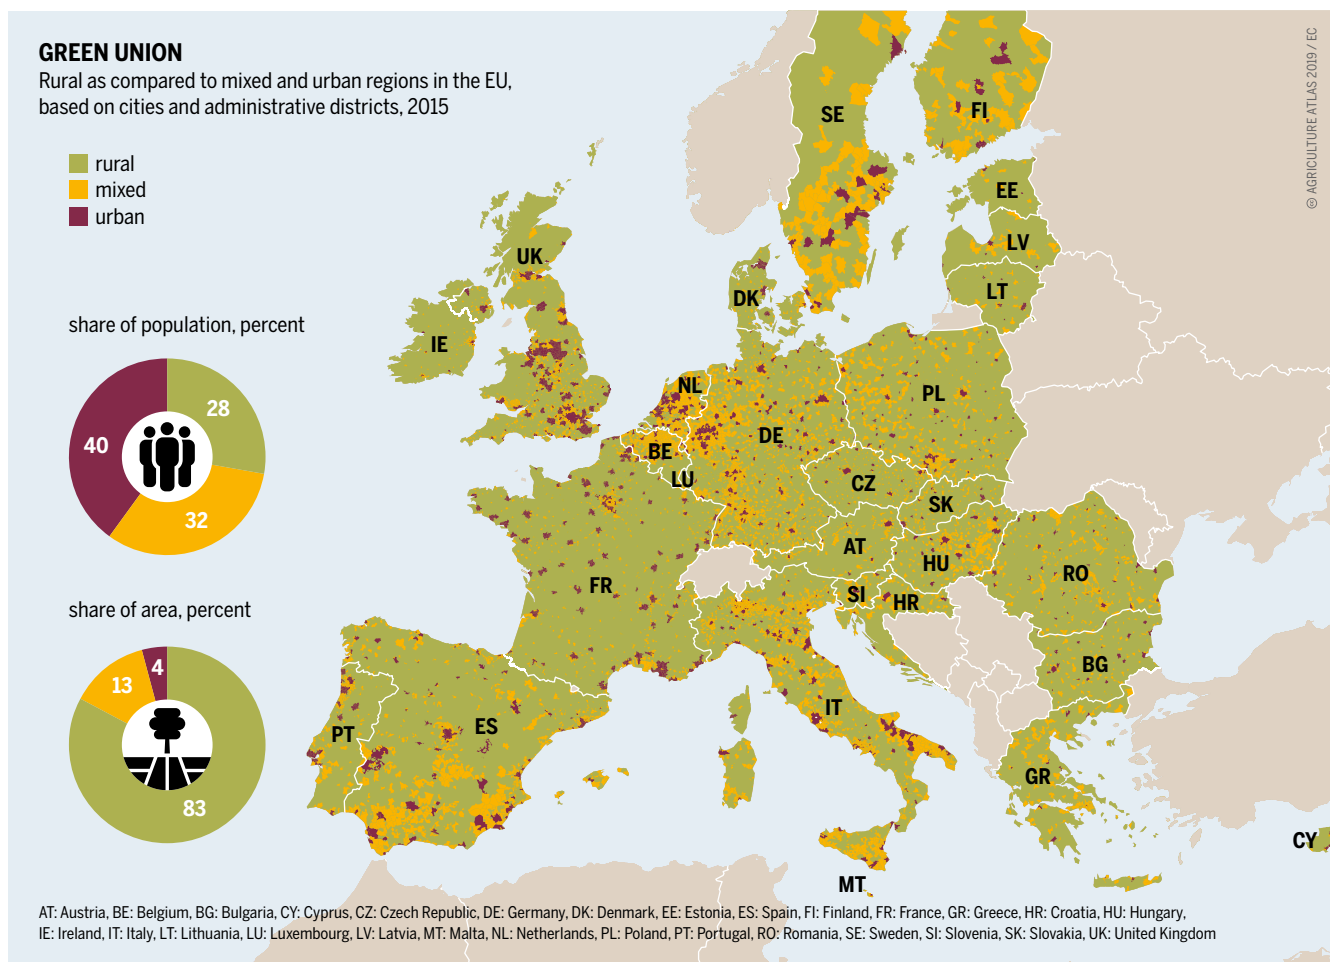 GREEN UNION
Rural as compared to mixed and urban regions in the EU,
based on cities and administrative districts, 2015
rural
mixed
urban
share of population, percent
28
40
32
share of area, percent
4
13
83
SE
FI
EE
LV
LT
UK
DK
IE
NL
PL
DE
BE
LU
CZ
SK
AT
HU
FR
SI
HR
RO
BG
IT
ES
PT
GR
CY
MT
© AGRICULTURE ATLAS 2019 / EC
AT: Austria, BE: Belgium, BG: Bulgaria, CY: Cyprus, CZ: Czech Republic, DE: Germany, DK: Denmark, EE: Estonia, ES: Spain, FI: Finland, FR: France, GR: Greece, HR: Croatia, HU: Hungary,
IE: Ireland, IT: Italy, LT: Lithuania, LU: Luxembourg, LV: Latvia, MT: Malta, NL: Netherlands, PL: Poland, PT: Portugal, RO: Romania, SE: Sweden, SI: Slovenia, SK: Slovakia, UK: United Kingdom